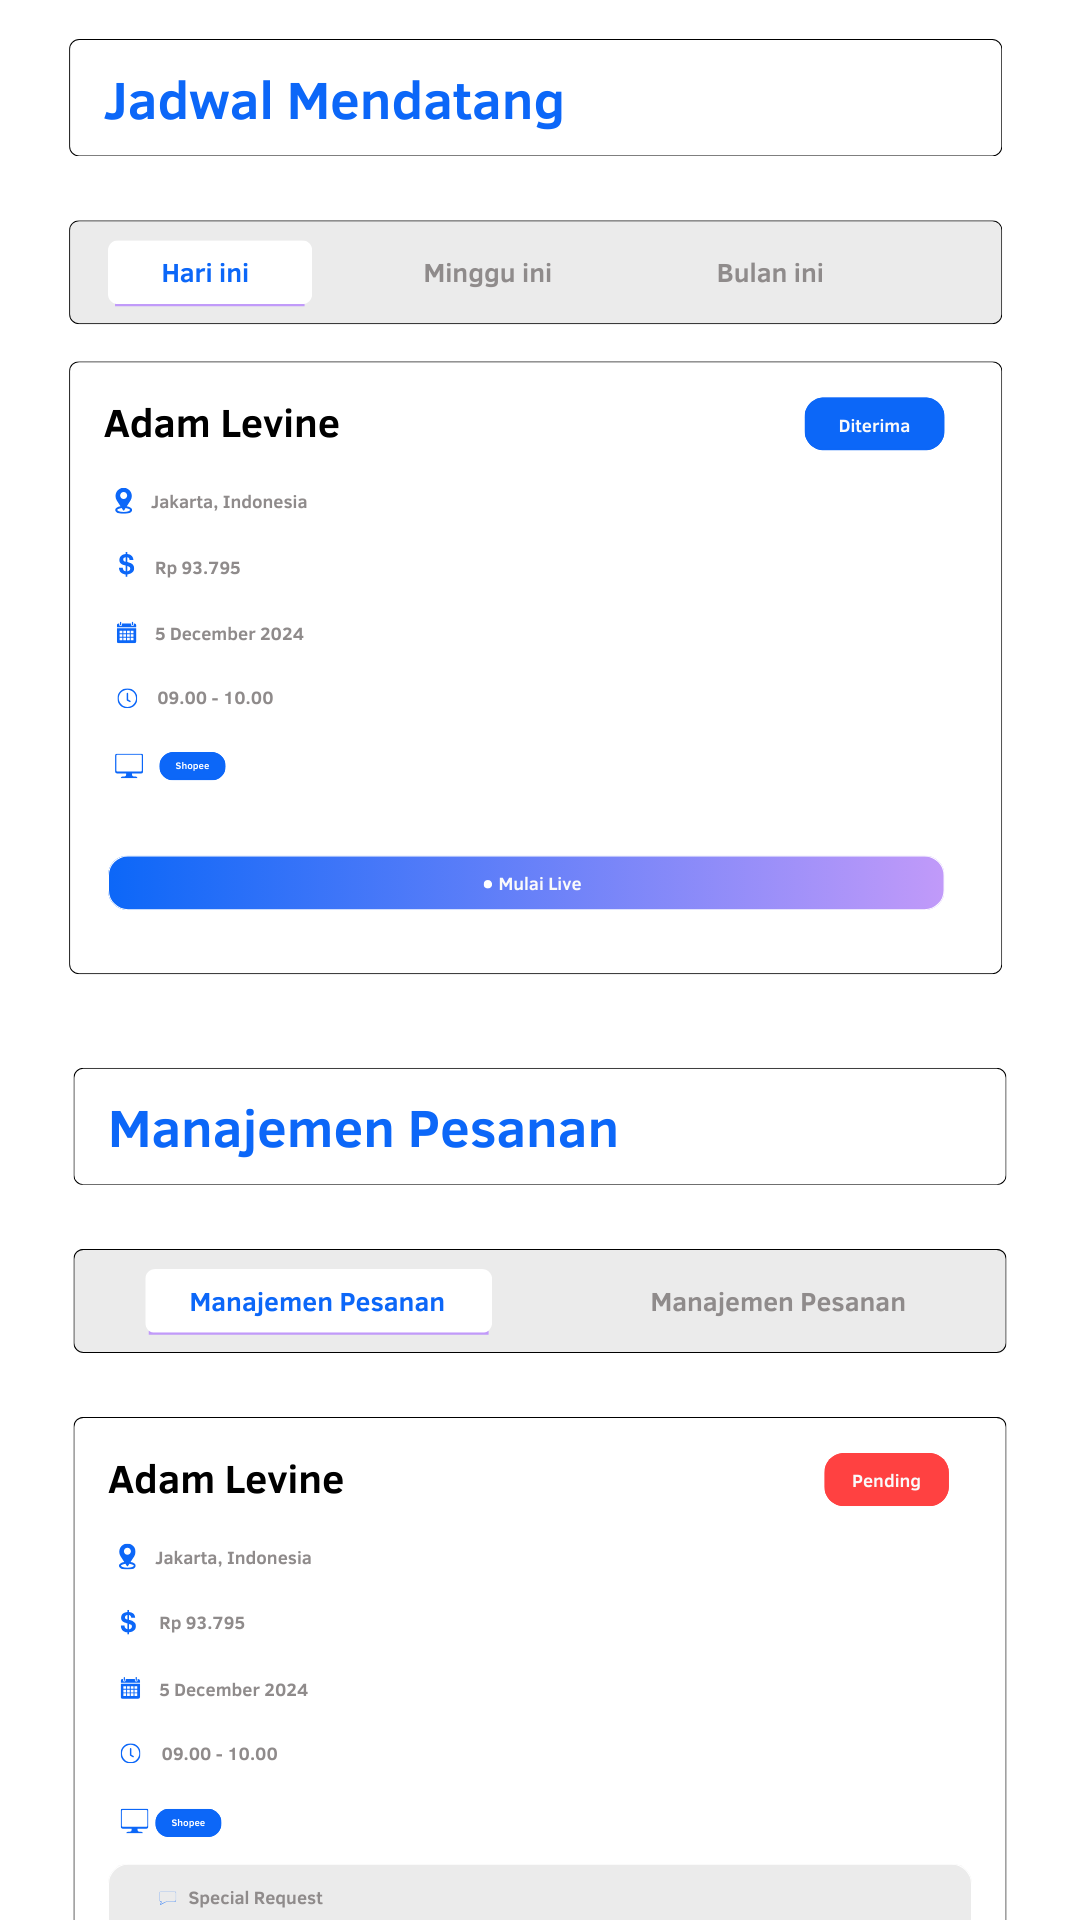 Jadwal Mendatang
Hari ini Minggu ini Bulan ini
Adam Levine Diterima
Jakarta, Indonesia
$ Rp 93.795
5 December 2024
09.00 - 10.00
Shopee
Mulai Live
Manajemen Pesanan
Manajemen Pesanan Manajemen Pesanan
Adam Levine Pending
Jakarta, Indonesia
$ Rp 93.795
5 December 2024
09.00 - 10.00
Shopee
Special Request